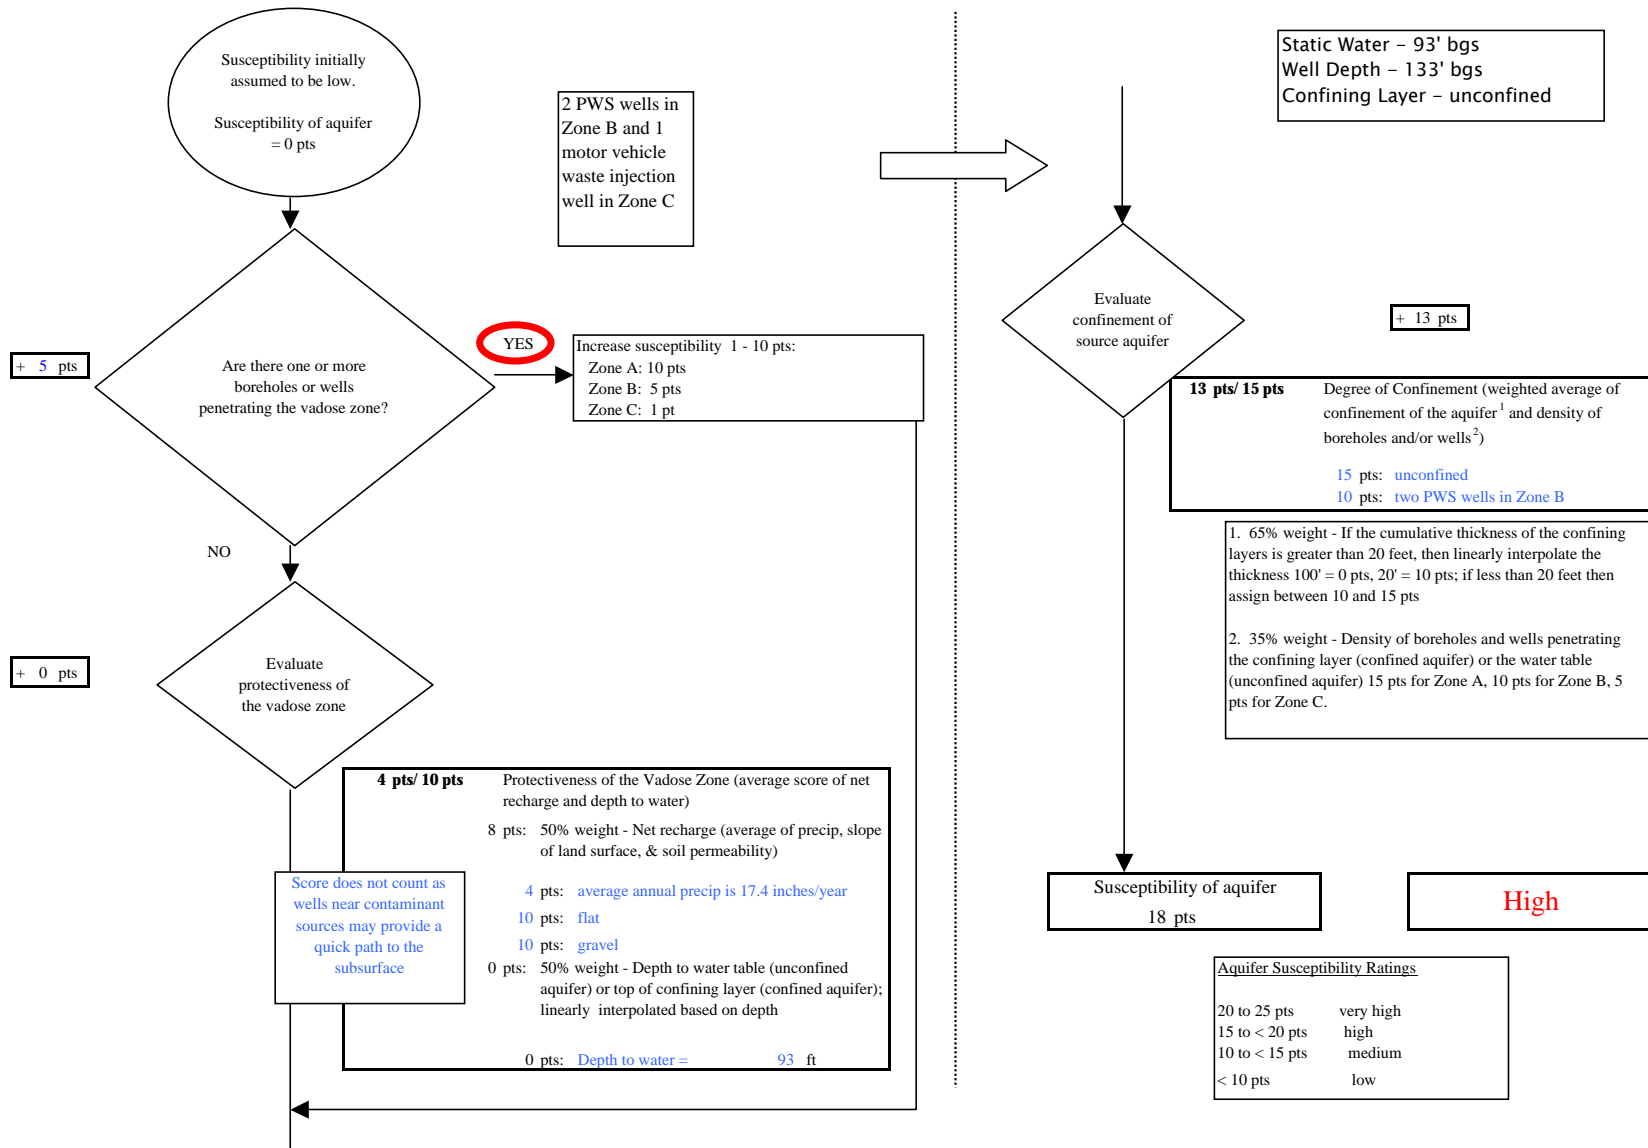 Susceptibility initially
assumed to be low.
Susceptibility of aquifer
= 0 pts
2 PWS wells in
Zone B and 1
motor vehicle
waste injection
well in Zone C
+ 5 pts
Are there one or more
boreholes or wells
penetrating the vadose zone?
YES
Increase susceptibility 1 - 10 pts:
Zone A: 10 pts
Zone B: 5 pts
Zone C: 1 pt
NO
+ 0 pts
Evaluate
protectiveness of
the vadose zone
4 pts/ 10 pts Protectiveness of the Vadose Zone (average score of net
recharge and depth to water)
8 pts: 50% weight - Net recharge (average of precip, slope
of land surface, & soil permeability)
4 pts: average annual precip is 17.4 inches/year
10 pts: flat
10 pts: gravel
0 pts: 50% weight - Depth to water table (unconfined
aquifer) or top of confining layer (confined aquifer);
linearly interpolated based on depth
0 pts: Depth to water = 93 ft
Score does not count as
wells near contaminant
sources may provide a
quick path to the
subsurface
Static Water - 93' bgs
Well Depth - 133' bgs
Confining Layer - unconfined
Evaluate
confinement of
source aquifer
+ 13 pts
13 pts/ 15 pts Degree of Confinement (weighted average of
confinement of the aquifer1 and density of
boreholes and/or wells2)
15 pts: unconfined
10 pts: two PWS wells in Zone B
1. 65% weight - If the cumulative thickness of the confining
layers is greater than 20 feet, then linearly interpolate the
thickness 100' = 0 pts, 20' = 10 pts; if less than 20 feet then
assign between 10 and 15 pts
2. 35% weight - Density of boreholes and wells penetrating
the confining layer (confined aquifer) or the water table
(unconfined aquifer) 15 pts for Zone A, 10 pts for Zone B, 5
pts for Zone C.
Susceptibility of aquifer
18 pts
High
Aquifer Susceptibility Ratings
20 to 25 pts very high
15 to < 20 pts high
10 to < 15 pts medium
< 10 pts low